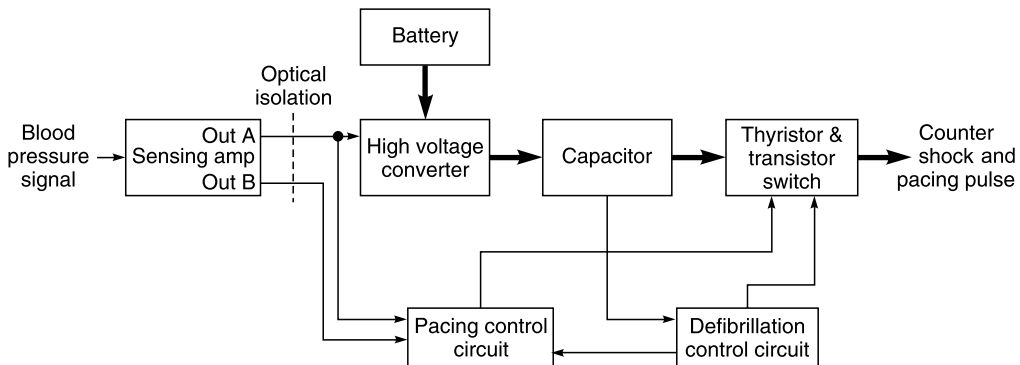 Battery
Optical
isolation
Blood
pressure
signal
Out A
Sensing amp
Out B
High voltage
converter
Capacitor
Thyristor &
transistor
switch
Counter
shock and
pacing pulse
Pacing control
circuit
Defibrillation
control circuit